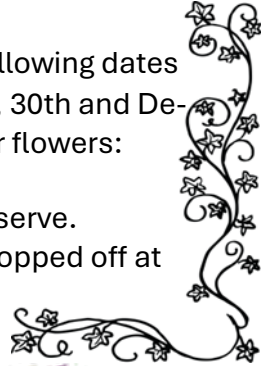 llowing dates
30th and De-
r flowers:
serve.
opped off at